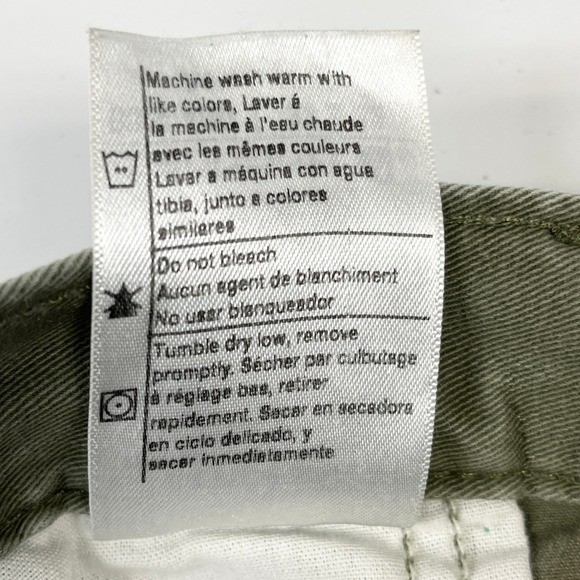 Machine wash warm with
like colors, Laver á
la machine à l'eau chaude
avec les mêmes couleurs
Lavar a máquina con agua
tibia, junto a colores
similares
Do not bleach
Aucun agent de blanchiment
No usar blanqueador
Tumble dry low, remove
promptly. Sécher par culbutage
à réglage bas, retirer
rapidement. Sacar en secadora
en ciclo delicado, y
sacar inmediatamente